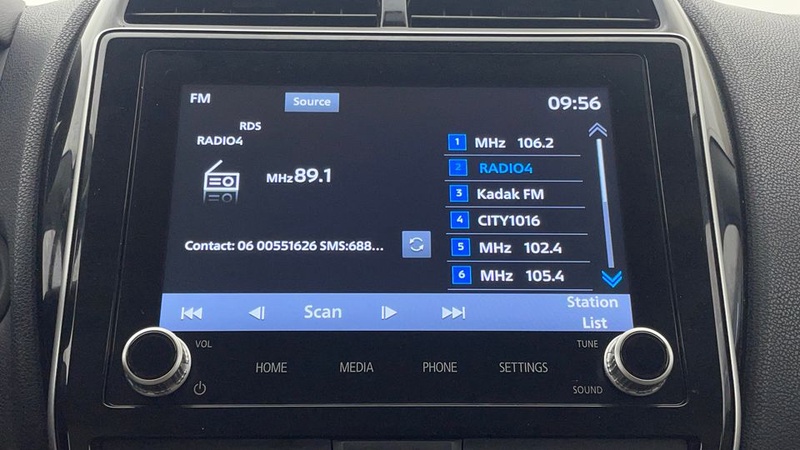 FM
Source
09:56
RDS
RADIO4
MHz 89.1
Contact: 06 00551626 SMS:688...
1 MHz 106.2
2 RADIO4
3 Kadak FM
4 CITY1016
5 MHz 102.4
6 MHz 105.4
Scan
Station
List
VOL
TUNE
HOME
MEDIA
PHONE
SETTINGS
SOUND